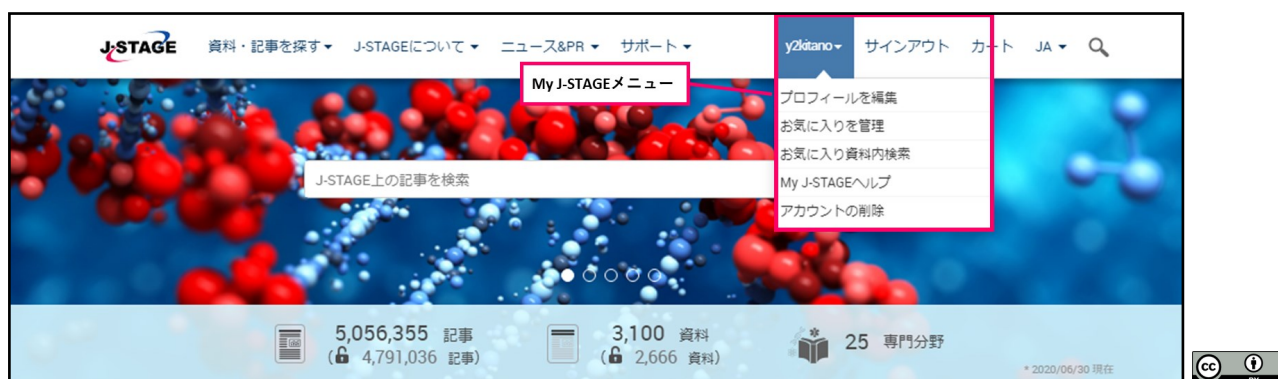 J-STAGE 資料・記事を探す▾ J-STAGEについて▾ ニュース&PR▾ サポート▾ y2kitano▾ サインアウト カート JA▾
My J-STAGEメニュー
プロフィールを編集
お気に入りを管理
お気に入り資料内検索
My J-STAGEヘルプ
アカウントの削除
J-STAGE上の記事を検索
5,056,355 記事
(4,791,036 記事)
3,100 資料
(2,666 資料)
25 専門分野
* 2020/06/30 現在
cc
BY